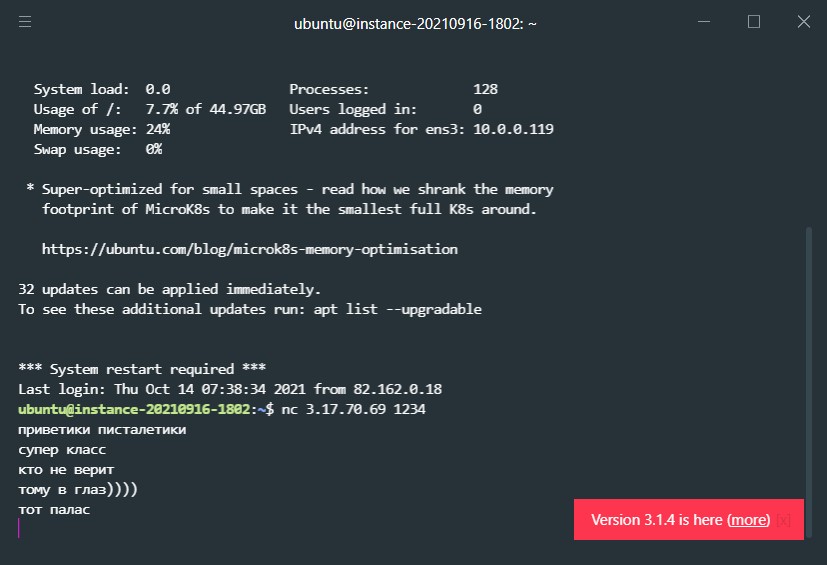 ubuntu@instance-20210916-1802: ~
System load: 0.0 Processes: 128
Usage of /: 7.7% of 44.97GB Users logged in: 0
Memory usage: 24% IPv4 address for ens3: 10.0.0.119
Swap usage: 0%
* Super-optimized for small spaces - read how we shrank the memory
footprint of MicroK8s to make it the smallest full K8s around.
https://ubuntu.com/blog/microk8s-memory-optimisation
32 updates can be applied immediately.
To see these additional updates run: apt list --upgradable
*** System restart required ***
Last login: Thu Oct 14 07:38:34 2021 from 82.162.0.18
ubuntu@instance-20210916-1802:~$ nc 3.17.70.69 1234
приветики писталетики
супер класс
кто не верит
тому в глаз))))
тот палас
Version 3.1.4 is here (more) [x]